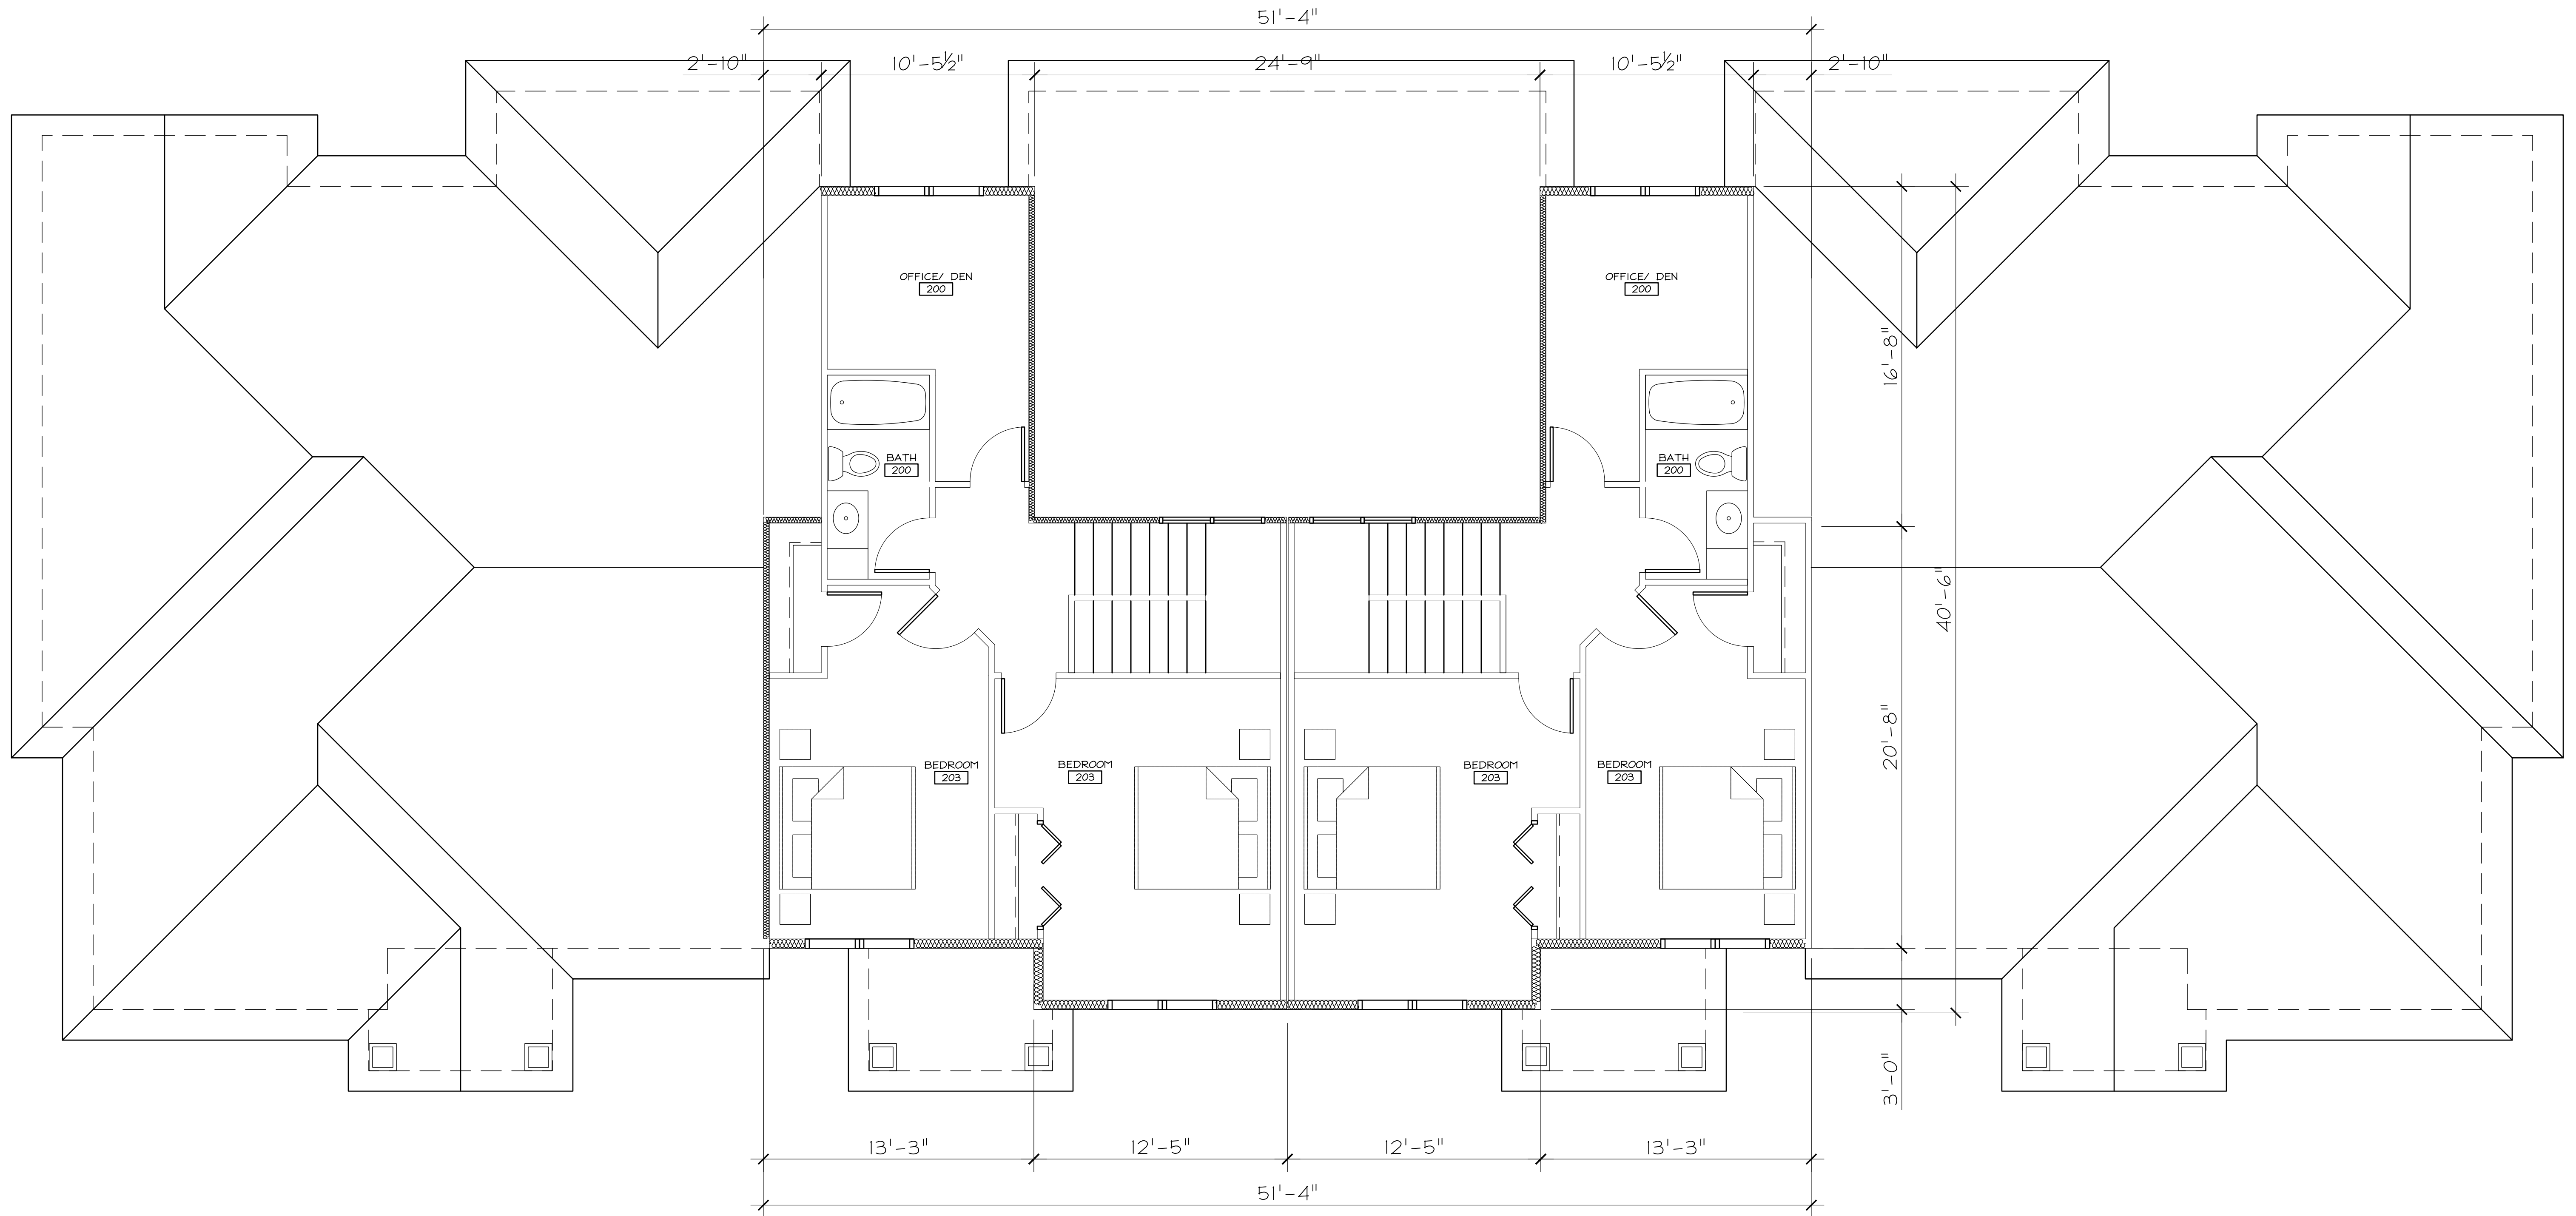 51'-4"
2'-10"
10'-5½"
24'-9"
10'-5½"
2'-10"
OFFICE/ DEN
200
OFFICE/ DEN
200
16'-8"
BATH
200
BATH
200
40'-6"
20'-8"
BEDROOM
203
BEDROOM
203
BEDROOM
203
BEDROOM
203
3'-0"
13'-3"
12'-5"
12'-5"
13'-3"
51'-4"